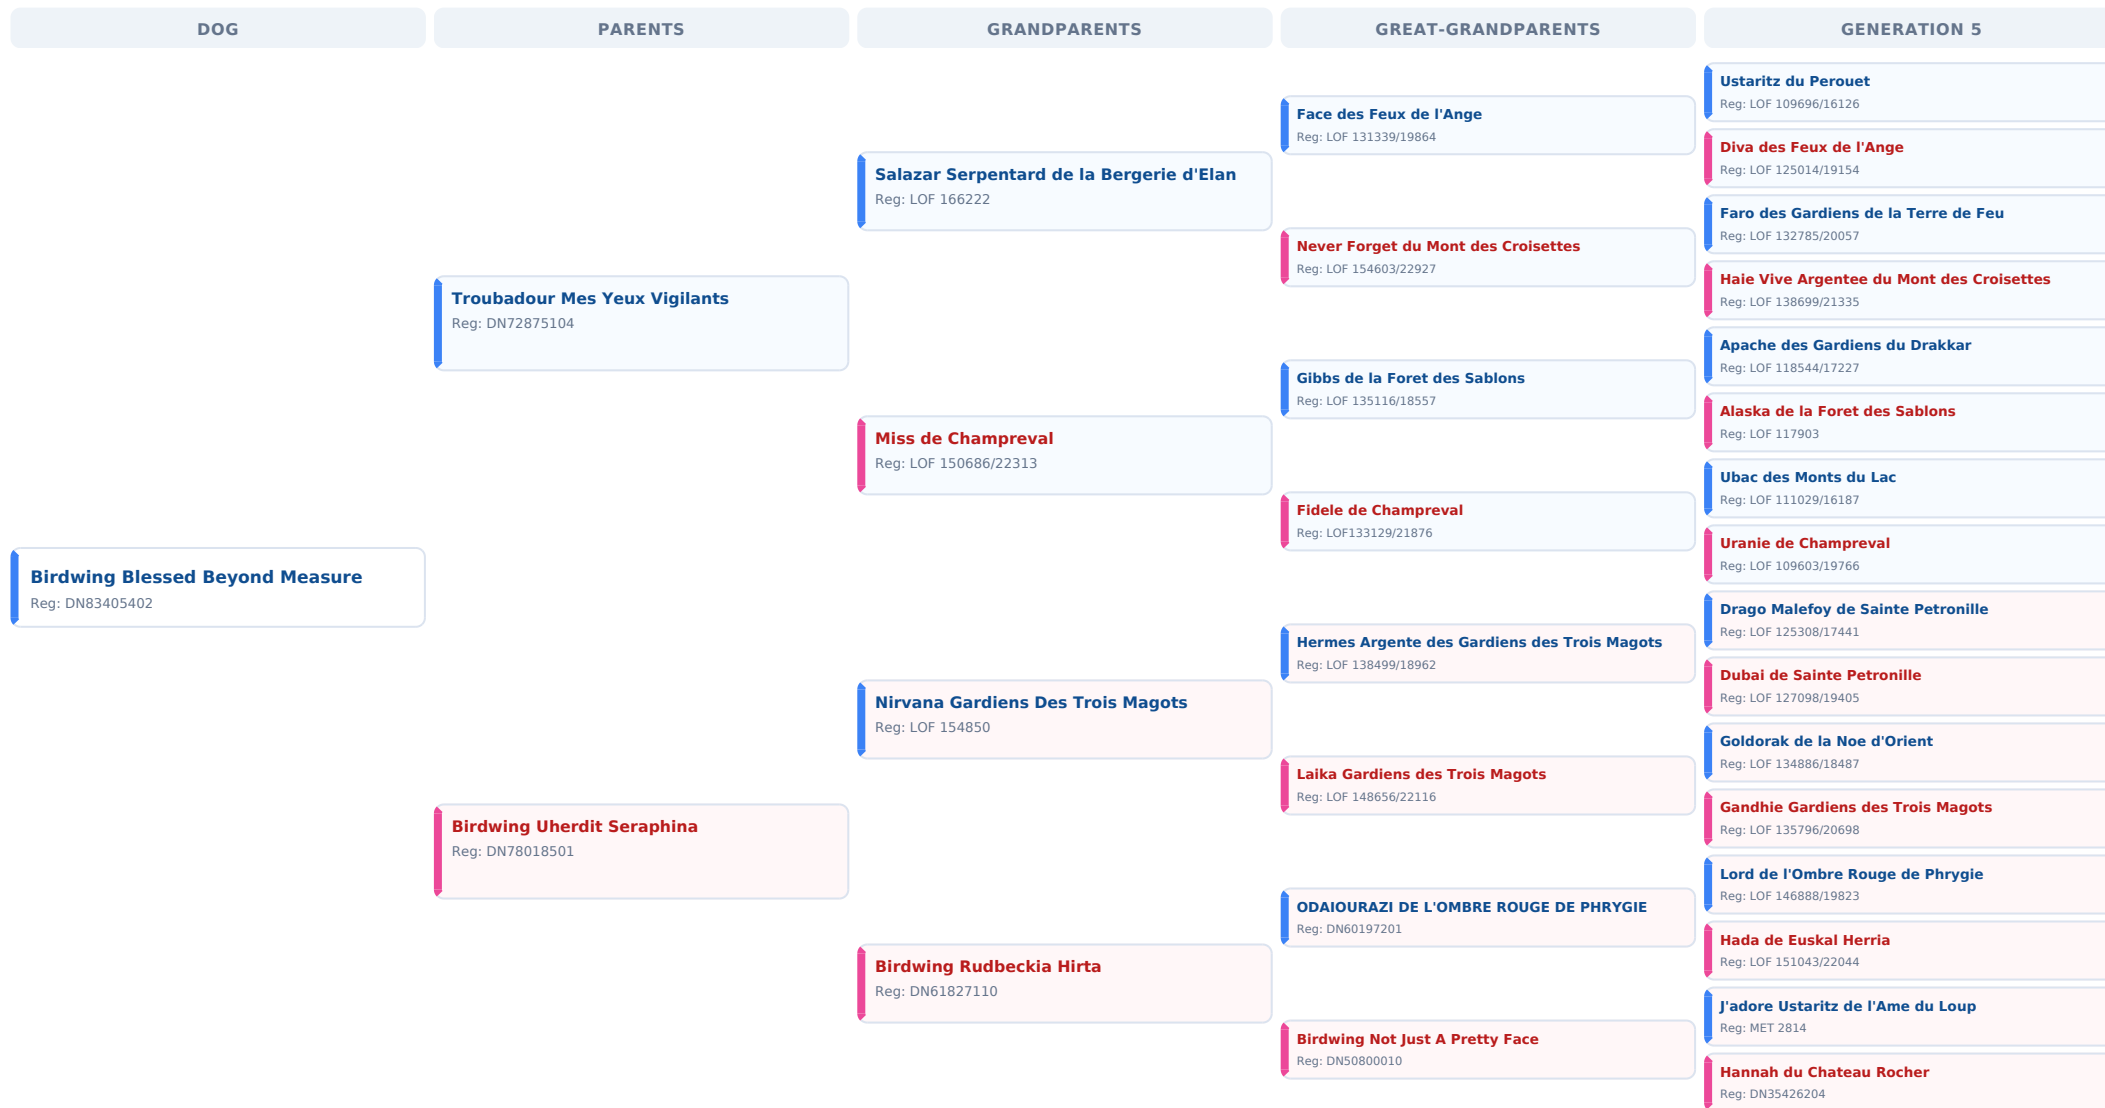 DOG
PARENTS
GRANDPARENTS
GREAT-GRANDPARENTS
GENERATION 5
Birdwing Blessed Beyond Measure
Reg: DN83405402
Troubadour Mes Yeux Vigilants
Reg: DN72875104
Birdwing Uherdit Seraphina
Reg: DN78018501
Salazar Serpentard de la Bergerie d'Elan
Reg: LOF 166222
Miss de Champreval
Reg: LOF 150686/22313
Nirvana Gardiens Des Trois Magots
Reg: LOF 154850
Birdwing Rudbeckia Hirta
Reg: DN61827110
Face des Feux de l'Ange
Reg: LOF 131339/19864
Never Forget du Mont des Croisettes
Reg: LOF 154603/22927
Gibbs de la Foret des Sablons
Reg: LOF 135116/18557
Fidele de Champreval
Reg: LOF133129/21876
Hermes Argente des Gardiens des Trois Magots
Reg: LOF 138499/18962
Laika Gardiens des Trois Magots
Reg: LOF 148656/22116
ODAIOURAZI DE L'OMBRE ROUGE DE PHRYGIE
Reg: DN60197201
Birdwing Not Just A Pretty Face
Reg: DN50800010
Ustaritz du Perouet
Reg: LOF 109696/16126
Diva des Feux de l'Ange
Reg: LOF 125014/19154
Faro des Gardiens de la Terre de Feu
Reg: LOF 132785/20057
Haie Vive Argentee du Mont des Croisettes
Reg: LOF 138699/21335
Apache des Gardiens du Drakkar
Reg: LOF 118544/17227
Alaska de la Foret des Sablons
Reg: LOF 117903
Ubac des Monts du Lac
Reg: LOF 111029/16187
Uranie de Champreval
Reg: LOF 109603/19766
Drago Malefoy de Sainte Petronille
Reg: LOF 125308/17441
Dubai de Sainte Petronille
Reg: LOF 127098/19405
Goldorak de la Noe d'Orient
Reg: LOF 134886/18487
Gandhie Gardiens des Trois Magots
Reg: LOF 135796/20698
Lord de l'Ombre Rouge de Phrygie
Reg: LOF 146888/19823
Hada de Euskal Herria
Reg: LOF 151043/22044
J'adore Ustaritz de l'Ame du Loup
Reg: MET 2814
Hannah du Chateau Rocher
Reg: DN35426204